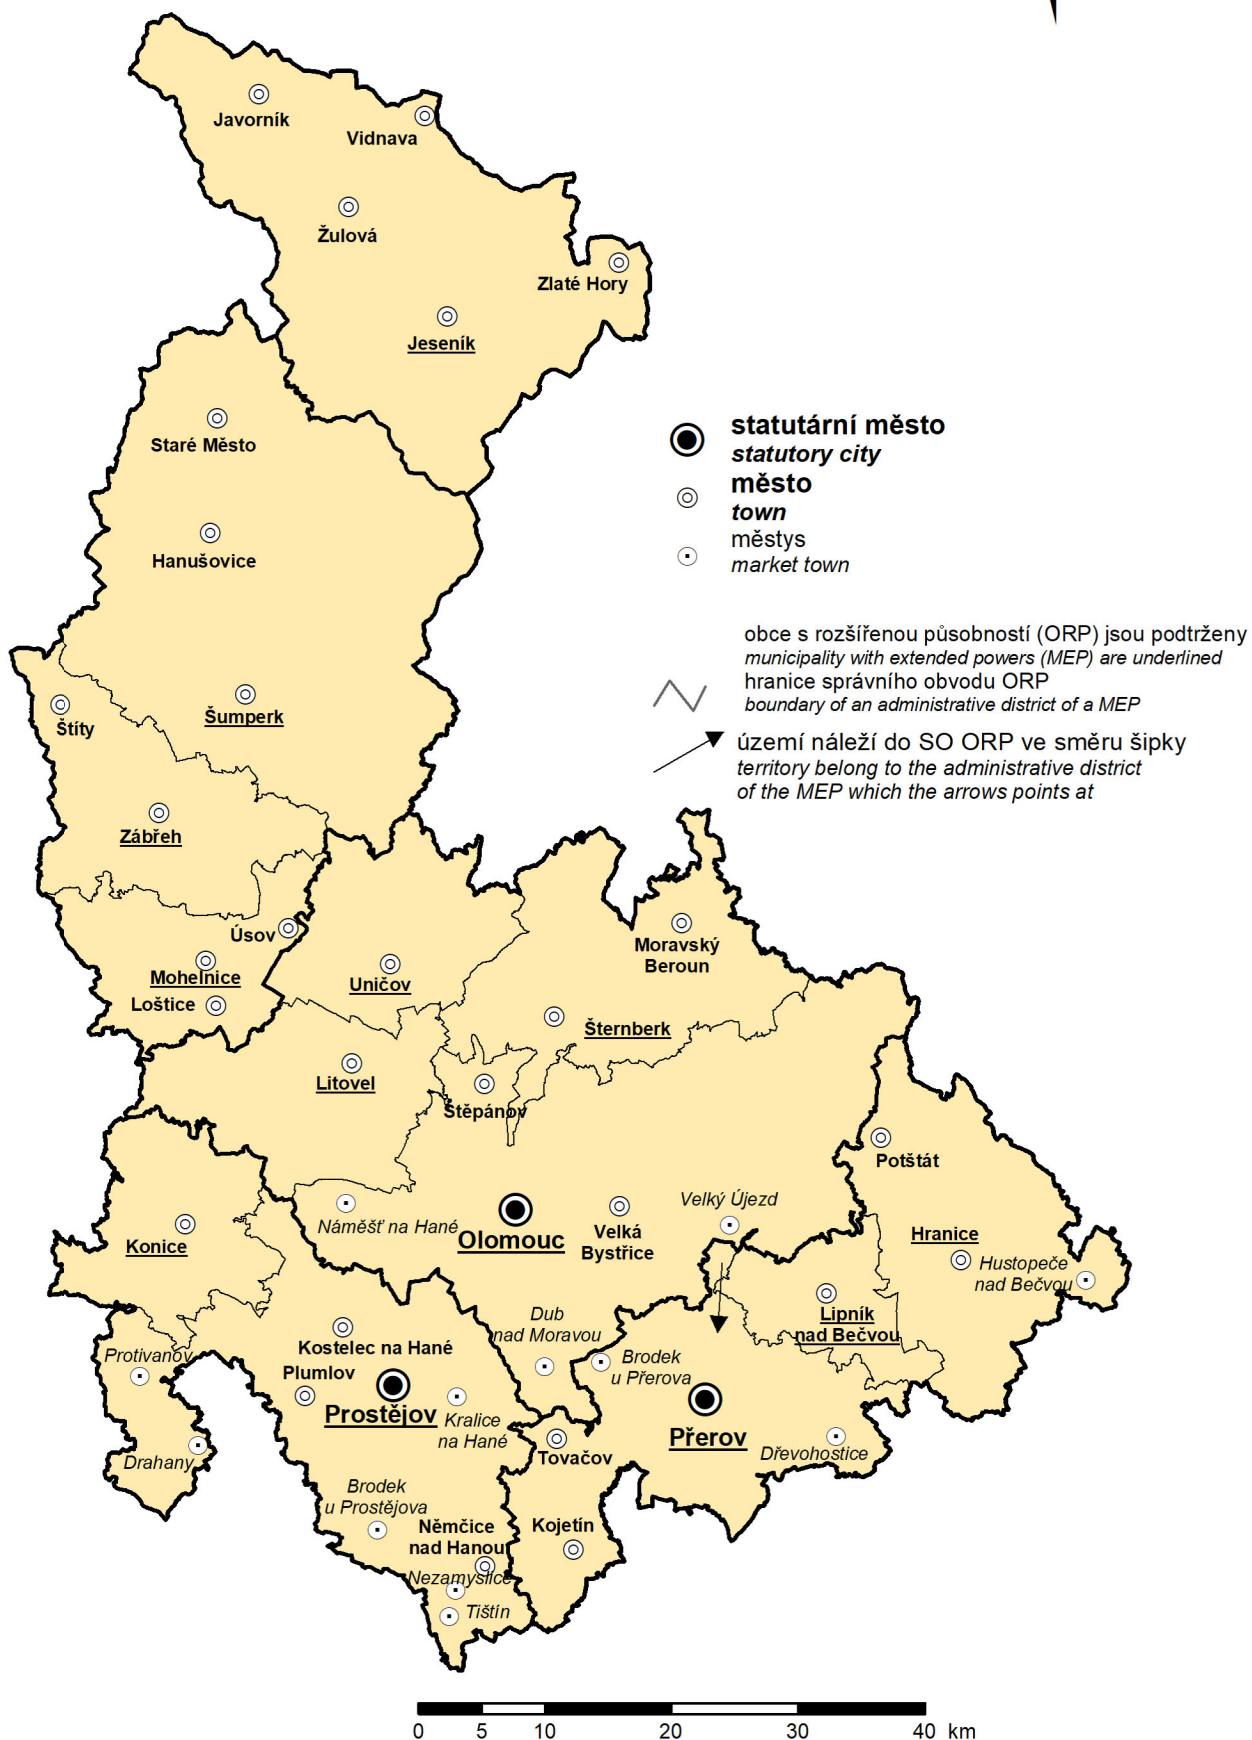 Javorník
Vidnava
Žulová
Zlaté Hory
Jeseník
Staré Město
Hanušovice
Šumperk
Štíty
Zábřeh
statutární město
statutory city
město
town
městys
market town
obce s rozšířenou působností (ORP) jsou podtrženy
municipality with extended powers (MEP) are underlined
hranice správního obvodu ORP
boundary of an administrative district of a MEP
území náleží do SO ORP ve směru šipky
territory belong to the administrative district
of the MEP which the arrows points at
Úsov
Mohelnice
Loštice
Uničov
Moravský
Beroun
Šternberk
Litovel
Štěpánov
Potštát
Náměšť na Hané
Olomouc
Velká
Bystřice
Velký Újezd
Konice
Hranice
Hustopeče
nad Bečvou
Lipník
nad Bečvou
Dub
nad Moravou
Kostelec na Hané
Protivanov
Plumlov
Brodek
u Přerova
Prostějov
Kralice
na Hané
Přerov
Dřevohostice
Tovačov
Drahany
Brodek
u Prostějova
Němčice
nad Hanou
Kojetín
Nezamyslice
Tištín
0 5 10 20 30 40 km